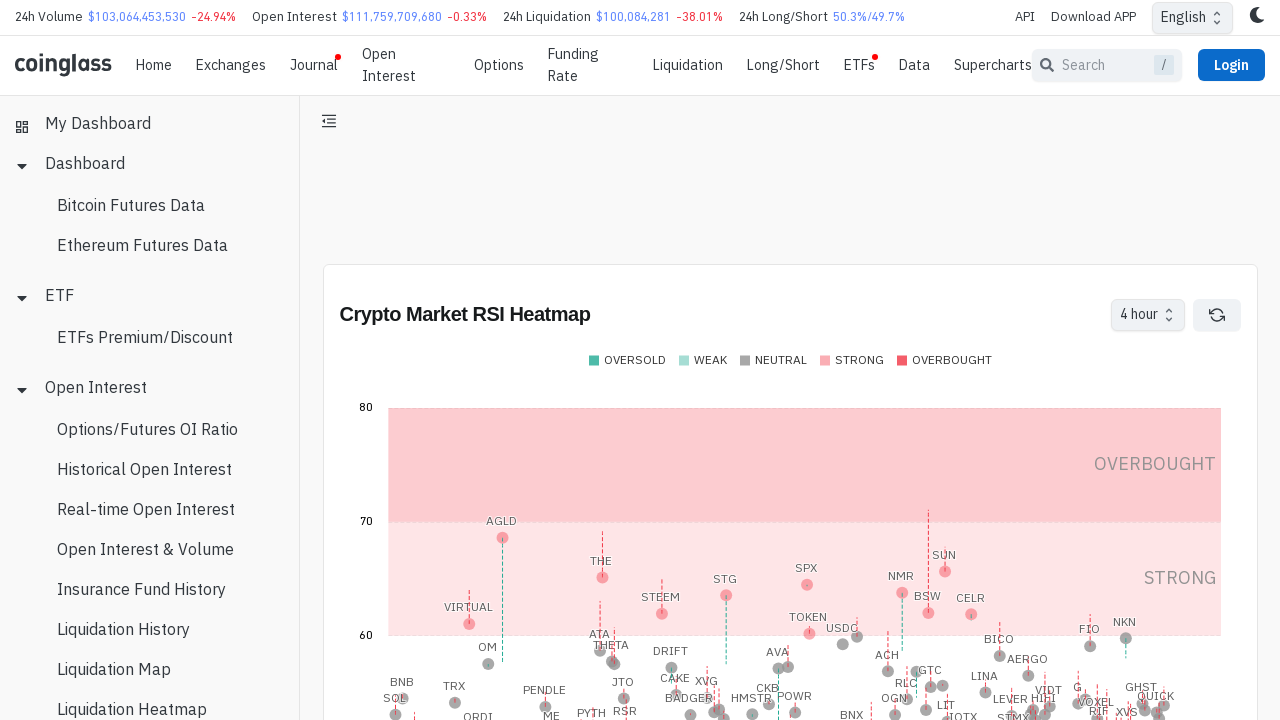 24h Volume $103,064,453,530 -24.94% Open Interest $111,759,709,680 -0.33% 24h Liquidation $100,084,281 -38.01% 24h Long/Short 50.3%/49.7% API Download APP English
coinglass Home Exchanges Journal Open Interest Options Funding Rate Liquidation Long/Short ETFs Data Supercharts Search / Login
My Dashboard
Dashboard
Bitcoin Futures Data
Ethereum Futures Data
ETF
ETFs Premium/Discount
Open Interest
Options/Futures OI Ratio
Historical Open Interest
Real-time Open Interest
Open Interest & Volume
Insurance Fund History
Liquidation History
Liquidation Map
Liquidation Heatmap
Crypto Market RSI Heatmap 4 hour
OVERSOLD WEAK NEUTRAL STRONG OVERBOUGHT
80
OVERBOUGHT
70 AGLD
SUN
THE
SPX
STRONG
STG NMR
STEEM BSW CELR
VIRTUAL
TOKEN
USDC FIO NKN
60 ATA
THETA BICO
OM DRIFT AVA ACH AERGO
GTC
BNB TRX PENDLE JTO CAKE XVG CKB RLC LINA G GHST
SOL BADGER HMSTR POWR OGN LEVER HIHI VIDT VOXEL QUICK
ORDI ME PYTH RSR BNX LIT IOTX STMX RIF XVS